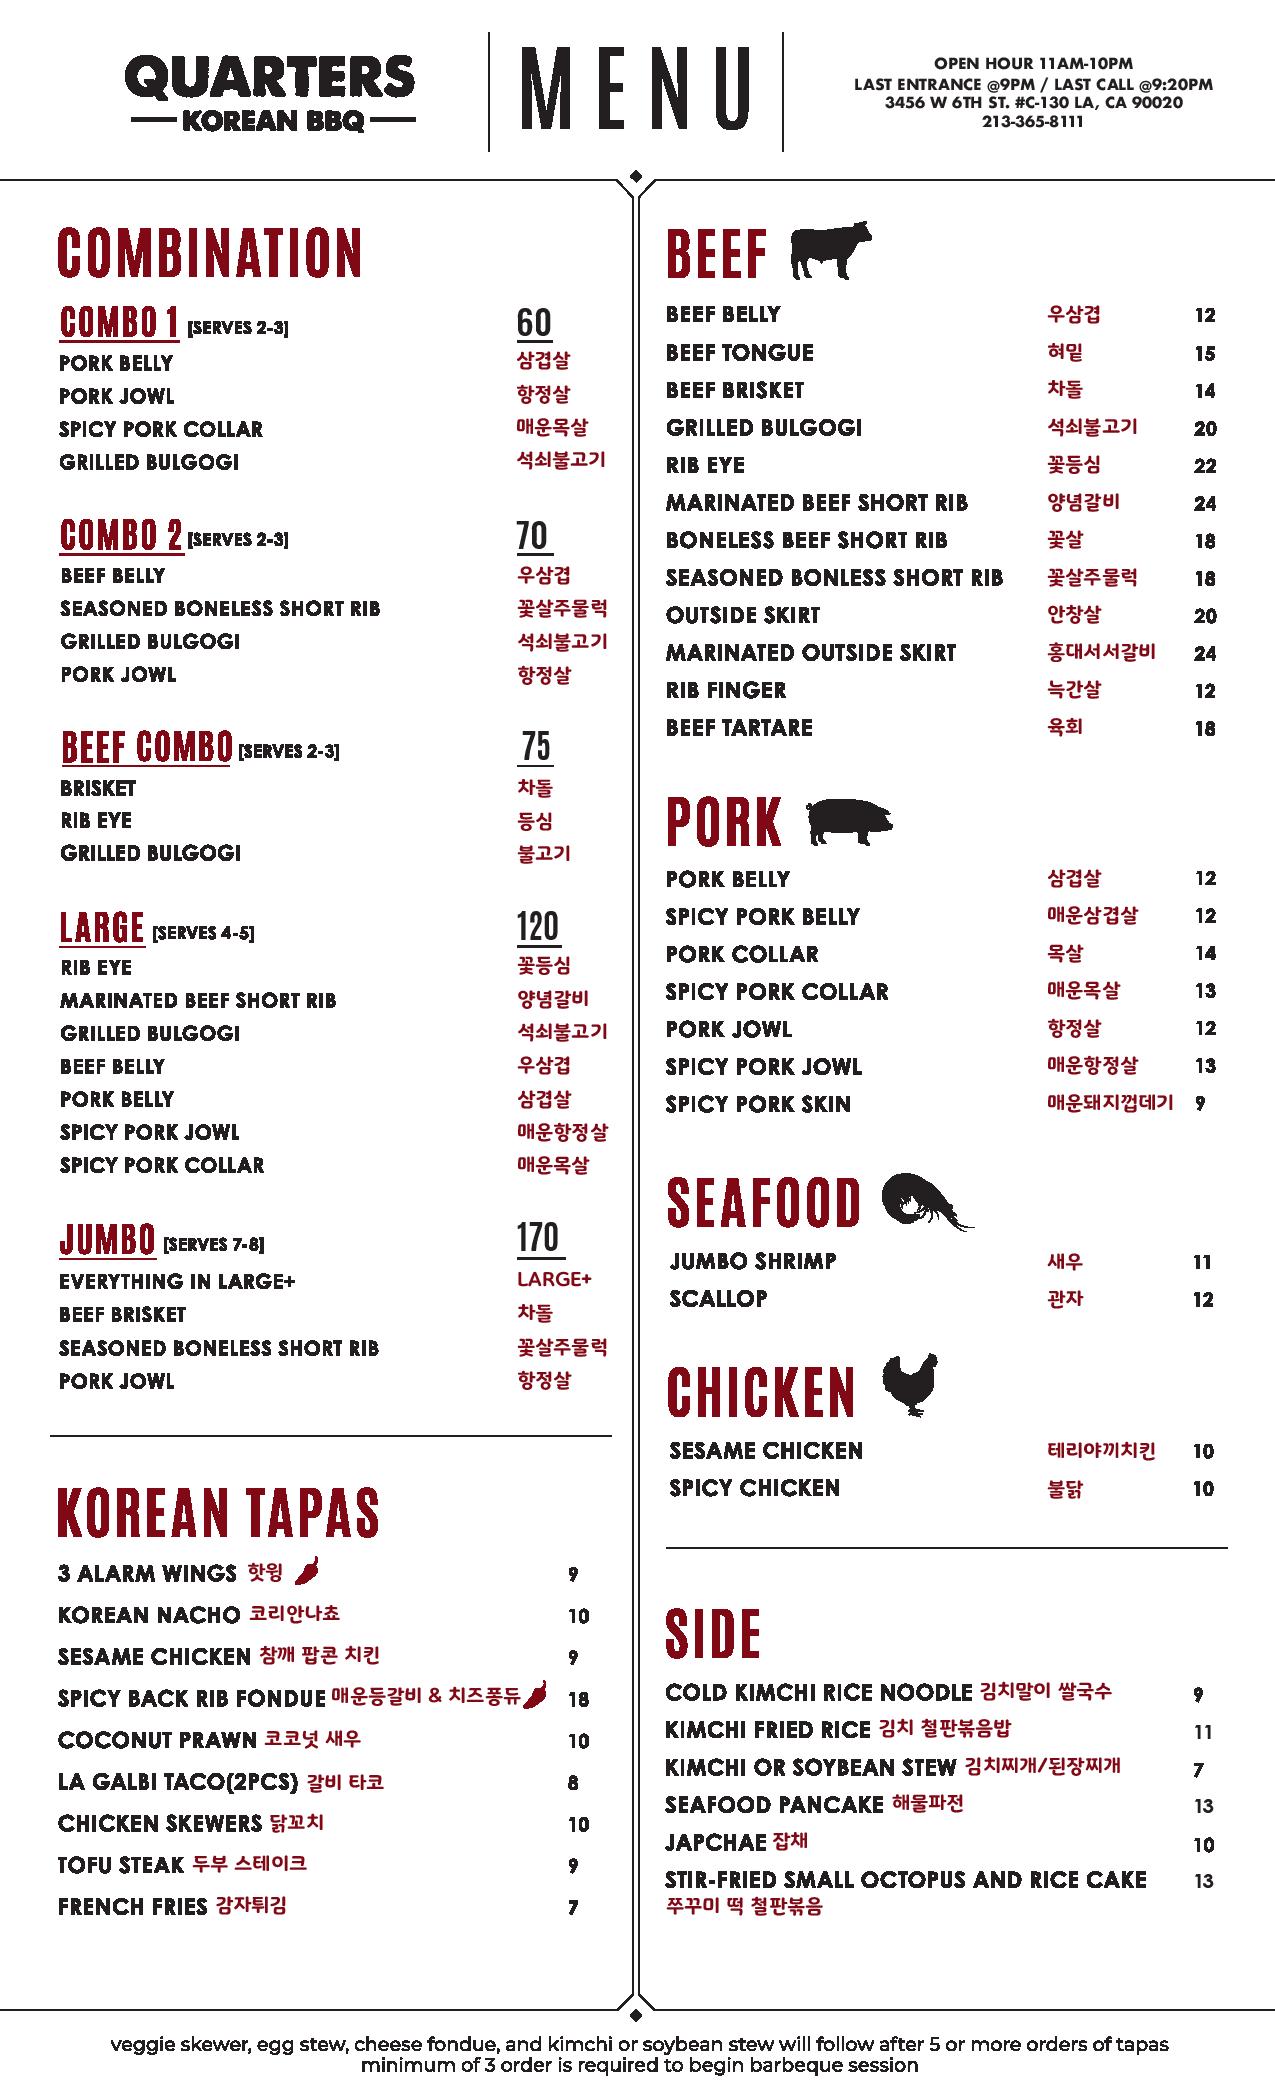 QUARTERS
KOREAN BBQ
MENU
OPEN HOUR 11AM-10PM
LAST ENTRANCE @9PM / LAST CALL @9:20PM
3456 W 6TH ST. #C-130 LA, CA 90020
213-365-8111
COMBINATION
COMBO 1 [SERVES 2-3] 60
PORK BELLY 삼겹살
PORK JOWL 항정살
SPICY PORK COLLAR 매운목살
GRILLED BULGOGI 석쇠불고기
COMBO 2 [SERVES 2-3] 70
BEEF BELLY 우삼겹
SEASONED BONELESS SHORT RIB 꽃살주물럭
GRILLED BULGOGI 석쇠불고기
PORK JOWL 항정살
BEEF COMBO [SERVES 2-3] 75
BRISKET 차돌
RIB EYE 등심
GRILLED BULGOGI 불고기
LARGE [SERVES 4-5] 120
RIB EYE 꽃등심
MARINATED BEEF SHORT RIB 양념갈비
GRILLED BULGOGI 석쇠불고기
BEEF BELLY 우삼겹
PORK BELLY 삼겹살
SPICY PORK JOWL 매운항정살
SPICY PORK COLLAR 매운목살
JUMBO [SERVES 7-8] 170
EVERYTHING IN LARGE+ LARGE+
BEEF BRISKET 차돌
SEASONED BONELESS SHORT RIB 꽃살주물럭
PORK JOWL 항정살
KOREAN TAPAS
3 ALARM WINGS 핫윙 9
KOREAN NACHO 코리안나쵸 10
SESAME CHICKEN 참깨 팝콘 치킨 9
SPICY BACK RIB FONDUE 매운등갈비 & 치즈퐁듀 18
COCONUT PRAWN 코코넛 새우 10
LA GALBI TACO(2PCS) 갈비 타코 8
CHICKEN SKEWERS 닭꼬치 10
TOFU STEAK 두부 스테이크 9
FRENCH FRIES 감자튀김 7
BEEF
BEEF BELLY 우삼겹 12
BEEF TONGUE 혀밑 15
BEEF BRISKET 차돌 14
GRILLED BULGOGI 석쇠불고기 20
RIB EYE 꽃등심 22
MARINATED BEEF SHORT RIB 양념갈비 24
BONELESS BEEF SHORT RIB 꽃살 18
SEASONED BONLESS SHORT RIB 꽃살주물럭 18
OUTSIDE SKIRT 안창살 20
MARINATED OUTSIDE SKIRT 홍대서서갈비 24
RIB FINGER 늑간살 12
BEEF TARTARE 육회 18
PORK
PORK BELLY 삼겹살 12
SPICY PORK BELLY 매운삼겹살 12
PORK COLLAR 목살 14
SPICY PORK COLLAR 매운목살 13
PORK JOWL 항정살 12
SPICY PORK JOWL 매운항정살 13
SPICY PORK SKIN 매운돼지껍데기 9
SEAFOOD
JUMBO SHRIMP 새우 11
SCALLOP 관자 12
CHICKEN
SESAME CHICKEN 테리야끼치킨 10
SPICY CHICKEN 불닭 10
SIDE
COLD KIMCHI RICE NOODLE 김치말이 쌀국수 9
KIMCHI FRIED RICE 김치 철판볶음밥 11
KIMCHI OR SOYBEAN STEW 김치찌개/된장찌개 7
SEAFOOD PANCAKE 해물파전 13
JAPCHAE 잡채 10
STIR-FRIED SMALL OCTOPUS AND RICE CAKE 13
쭈꾸미 떡 철판볶음
veggie skewer, egg stew, cheese fondue, and kimchi or soybean stew will follow after 5 or more orders of tapas
minimum of 3 order is required to begin barbeque session